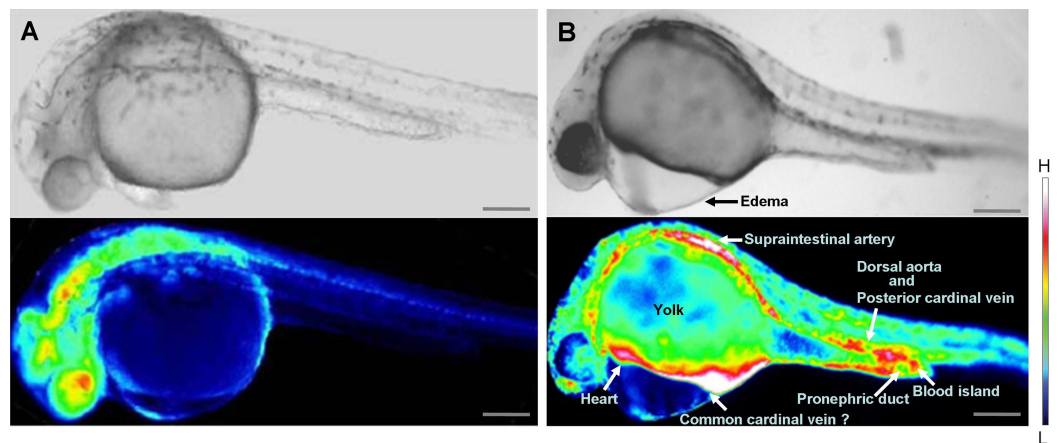 A
B
H
Edema
Supraintestinal artery
Dorsal aorta
and
Posterior cardinal vein
Yolk
Heart
Pronephric duct
Blood island
Common cardinal vein ?
L